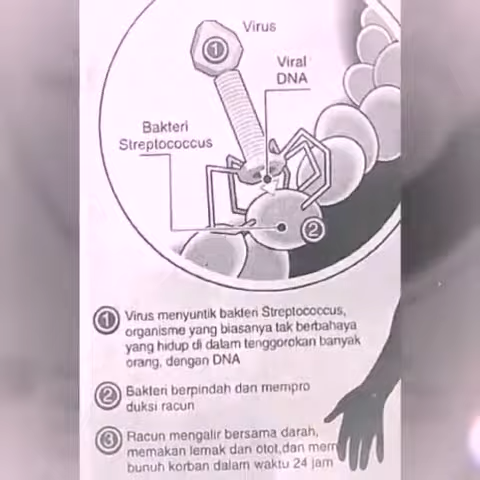 Virus
1
Viral
DNA
Bakteri
Streptococcus
2
1 Virus menyuntik bakteri Streptococcus,
organisme yang biasanya tak berbahaya
yang hidup di dalam tenggorokan banyak
orang, dengan DNA
2 Bakteri berpindah dan mempro
duksi racun
3 Racun mengalir bersama darah,
memakan lemak dan otot,dan mem
bunuh korban dalam waktu 24 jam